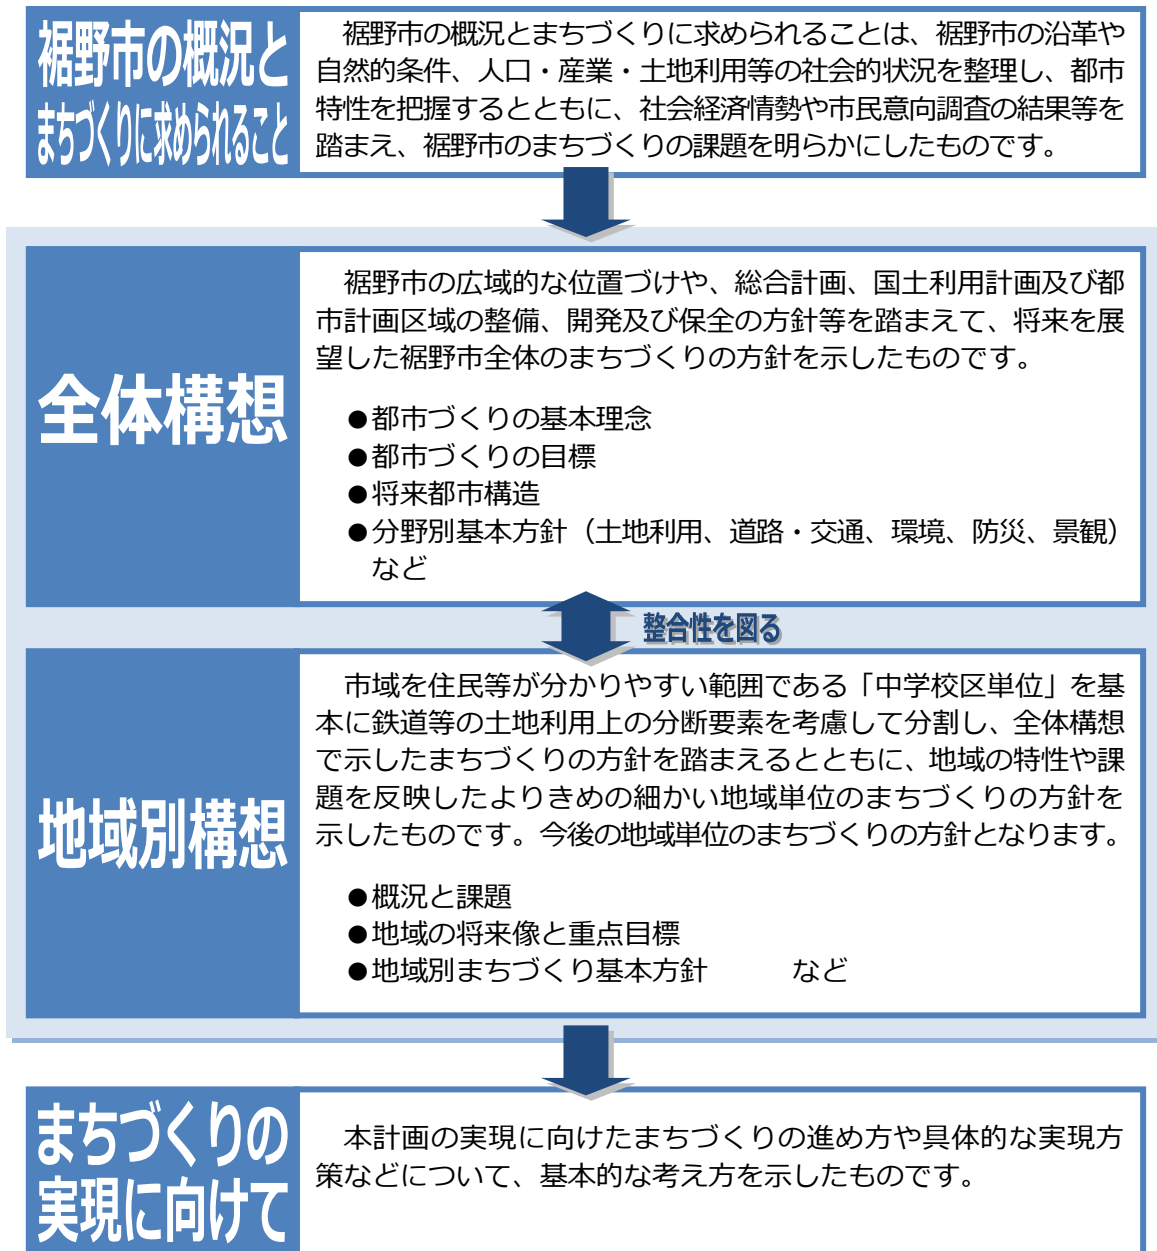 裾野市の概況と
まちづくりに求められること
裾野市の概況とまちづくりに求められることは、裾野市の沿革や
自然的条件、人口・産業・土地利用等の社会的状況を整理し、都市
特性を把握するとともに、社会経済情勢や市民意向調査の結果等を
踏まえ、裾野市のまちづくりの課題を明らかにしたものです。
全体構想
裾野市の広域的な位置づけや、総合計画、国土利用計画及び都
市計画区域の整備、開発及び保全の方針等を踏まえて、将来を展
望した裾野市全体のまちづくりの方針を示したものです。
●都市づくりの基本理念
●都市づくりの目標
●将来都市構造
●分野別基本方針（土地利用、道路・交通、環境、防災、景観）
など
整合性を図る
地域別構想
市域を住民等が分かりやすい範囲である「中学校区単位」を基
本に鉄道等の土地利用上の分断要素を考慮して分割し、全体構想
で示したまちづくりの方針を踏まえるとともに、地域の特性や課
題を反映したよりきめの細かい地域単位のまちづくりの方針を
示したものです。今後の地域単位のまちづくりの方針となります。
●概況と課題
●地域の将来像と重点目標
●地域別まちづくり基本方針　　　など
まちづくりの
実現に向けて
本計画の実現に向けたまちづくりの進め方や具体的な実現方
策などについて、基本的な考え方を示したものです。